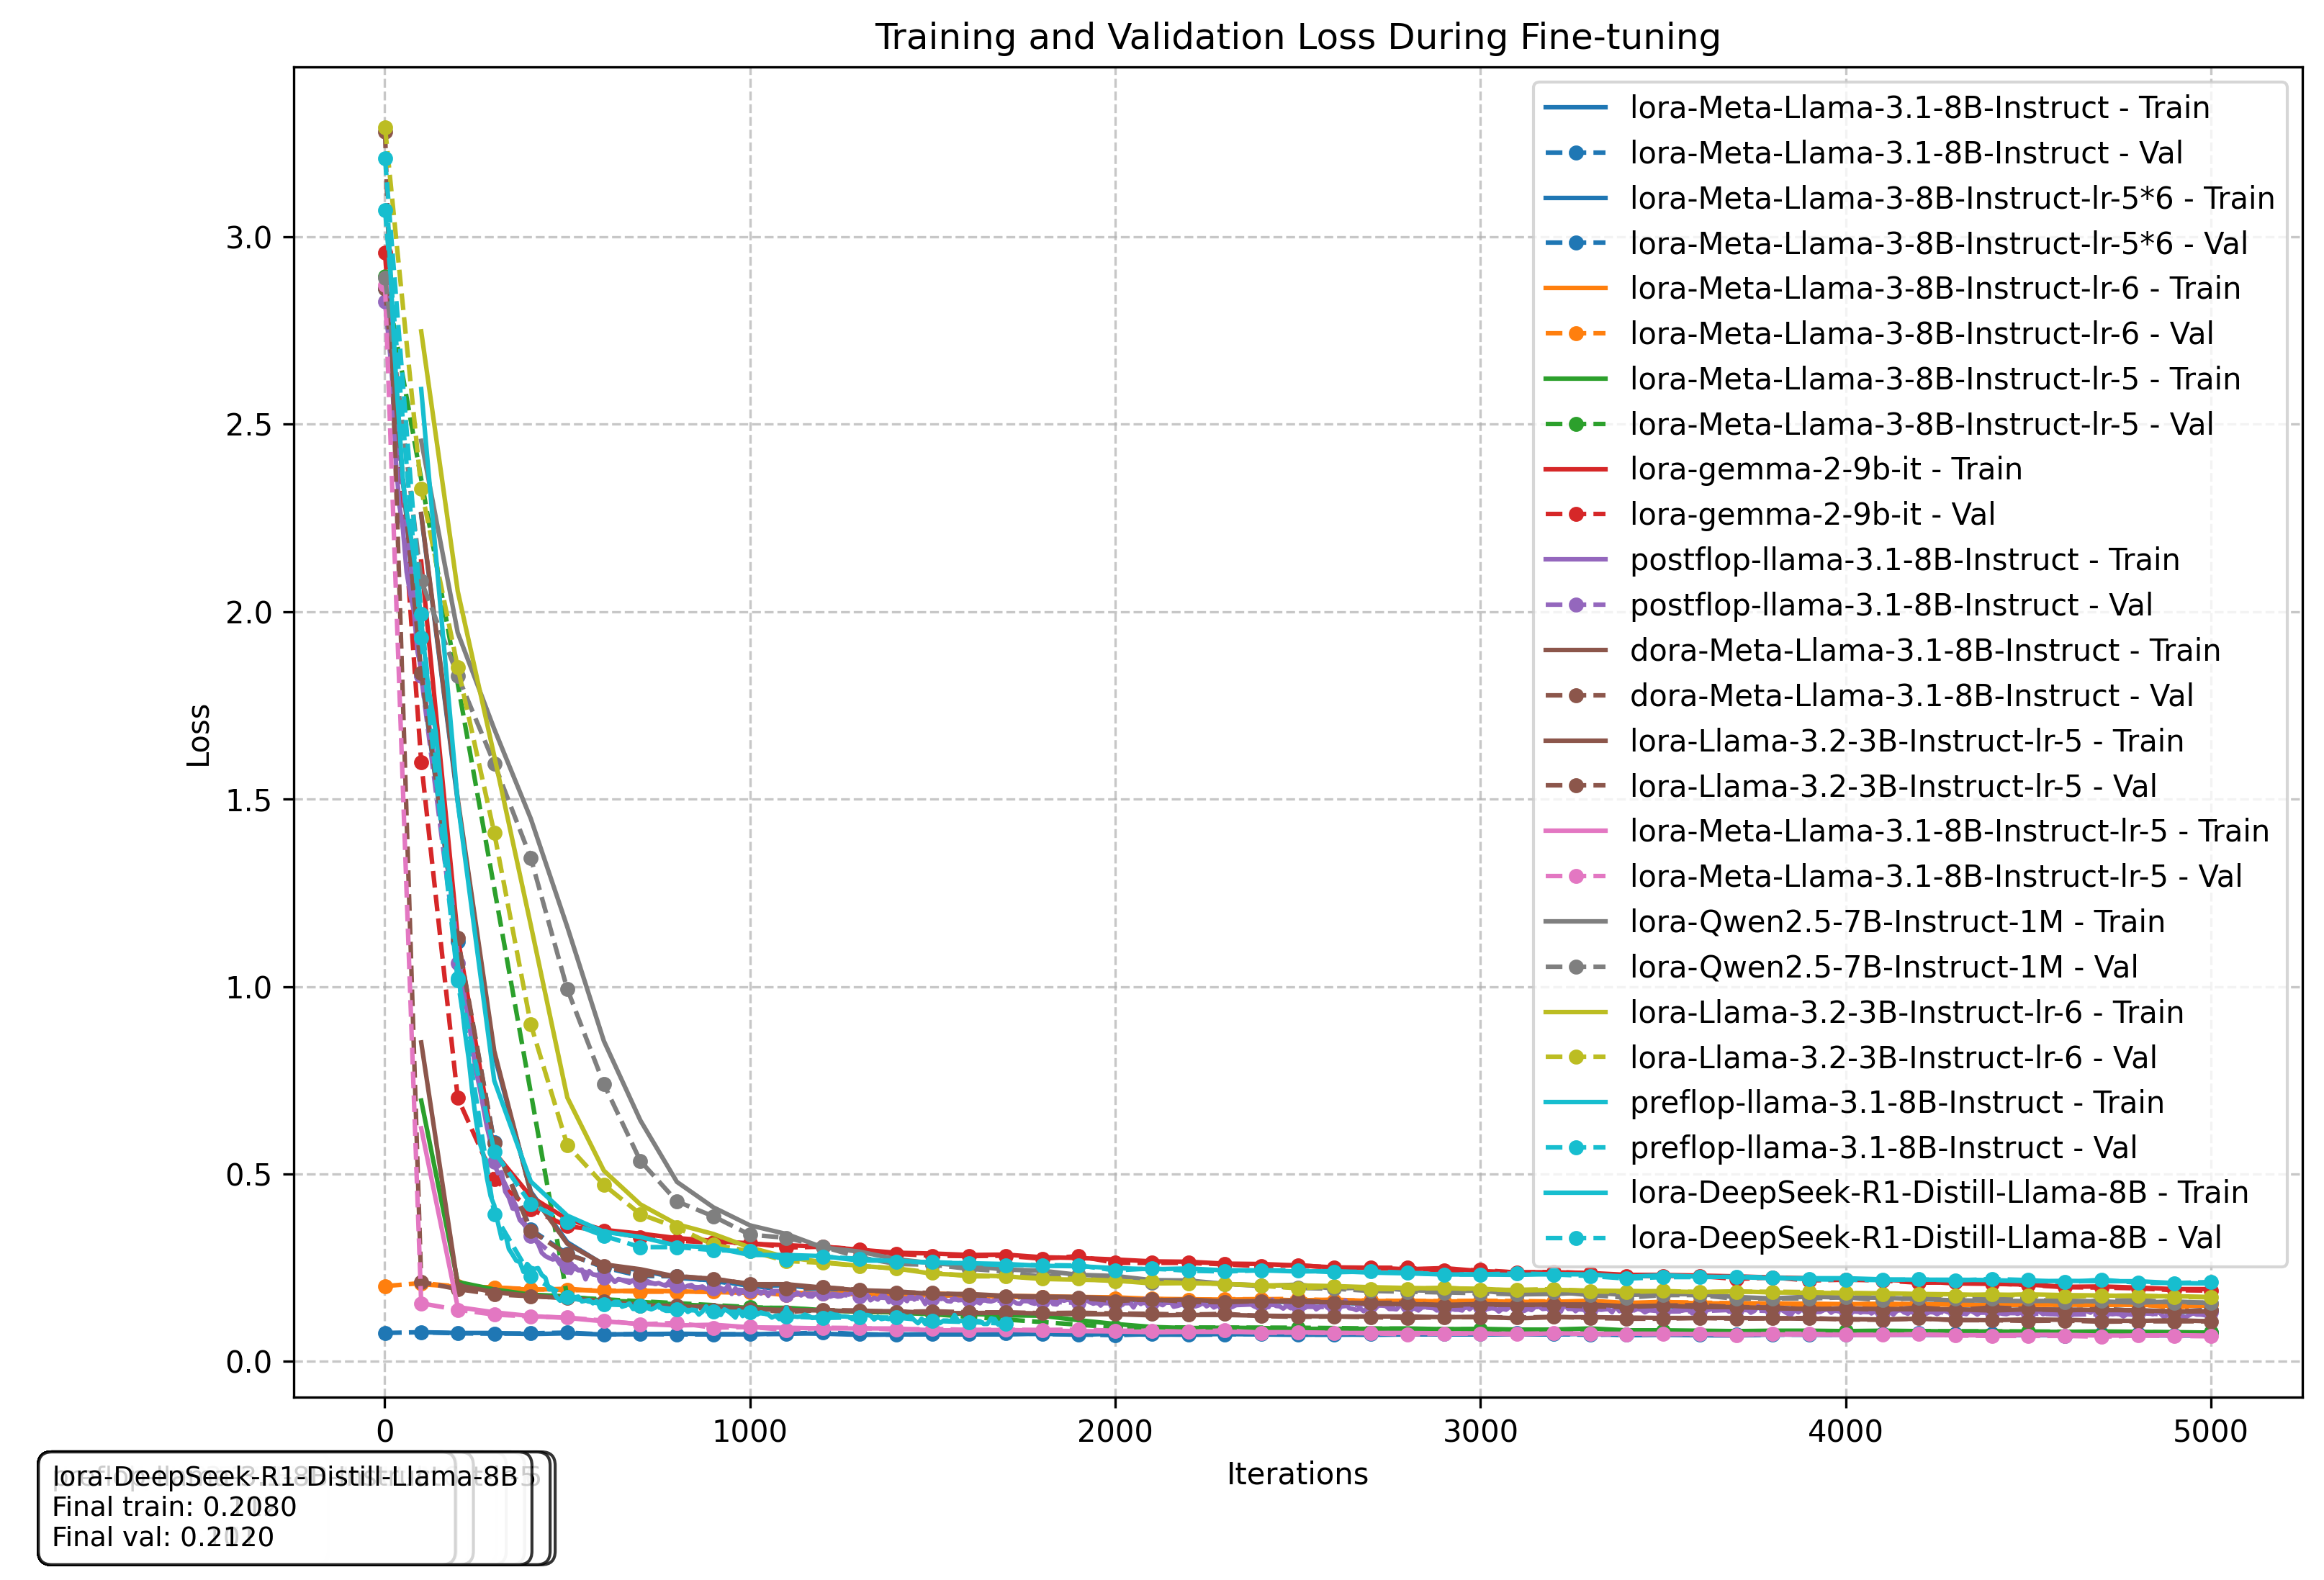 Training and Validation Loss During Fine-tuning
lora-Meta-Llama-3.1-8B-Instruct - Train
lora-Meta-Llama-3.1-8B-Instruct - Val
lora-Meta-Llama-3-8B-Instruct-lr-5*6 - Train
lora-Meta-Llama-3-8B-Instruct-lr-5*6 - Val
lora-Meta-Llama-3-8B-Instruct-lr-6 - Train
lora-Meta-Llama-3-8B-Instruct-lr-6 - Val
lora-Meta-Llama-3-8B-Instruct-lr-5 - Train
lora-Meta-Llama-3-8B-Instruct-lr-5 - Val
lora-gemma-2-9b-it - Train
lora-gemma-2-9b-it - Val
postflop-llama-3.1-8B-Instruct - Train
postflop-llama-3.1-8B-Instruct - Val
dora-Meta-Llama-3.1-8B-Instruct - Train
dora-Meta-Llama-3.1-8B-Instruct - Val
lora-Llama-3.2-3B-Instruct-lr-5 - Train
lora-Llama-3.2-3B-Instruct-lr-5 - Val
lora-Meta-Llama-3.1-8B-Instruct-lr-5 - Train
lora-Meta-Llama-3.1-8B-Instruct-lr-5 - Val
lora-Qwen2.5-7B-Instruct-1M - Train
lora-Qwen2.5-7B-Instruct-1M - Val
lora-Llama-3.2-3B-Instruct-lr-6 - Train
lora-Llama-3.2-3B-Instruct-lr-6 - Val
preflop-llama-3.1-8B-Instruct - Train
preflop-llama-3.1-8B-Instruct - Val
lora-DeepSeek-R1-Distill-Llama-8B - Train
lora-DeepSeek-R1-Distill-Llama-8B - Val
3.0
2.5
2.0
1.5
1.0
0.5
0.0
Loss
0 1000 2000 3000 4000 5000
Iterations
lora-DeepSeek-R1-Distill-Llama-8B
Final train: 0.2080
Final val: 0.2120